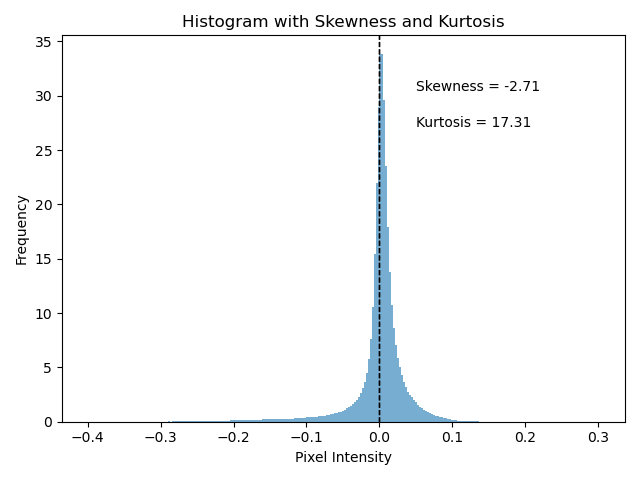 Histogram with Skewness and Kurtosis
35
30
25
20
15
10
5
0
Frequency
Skewness = -2.71
Kurtosis = 17.31
−0.4 −0.3 −0.2 −0.1 0.0 0.1 0.2 0.3
Pixel Intensity